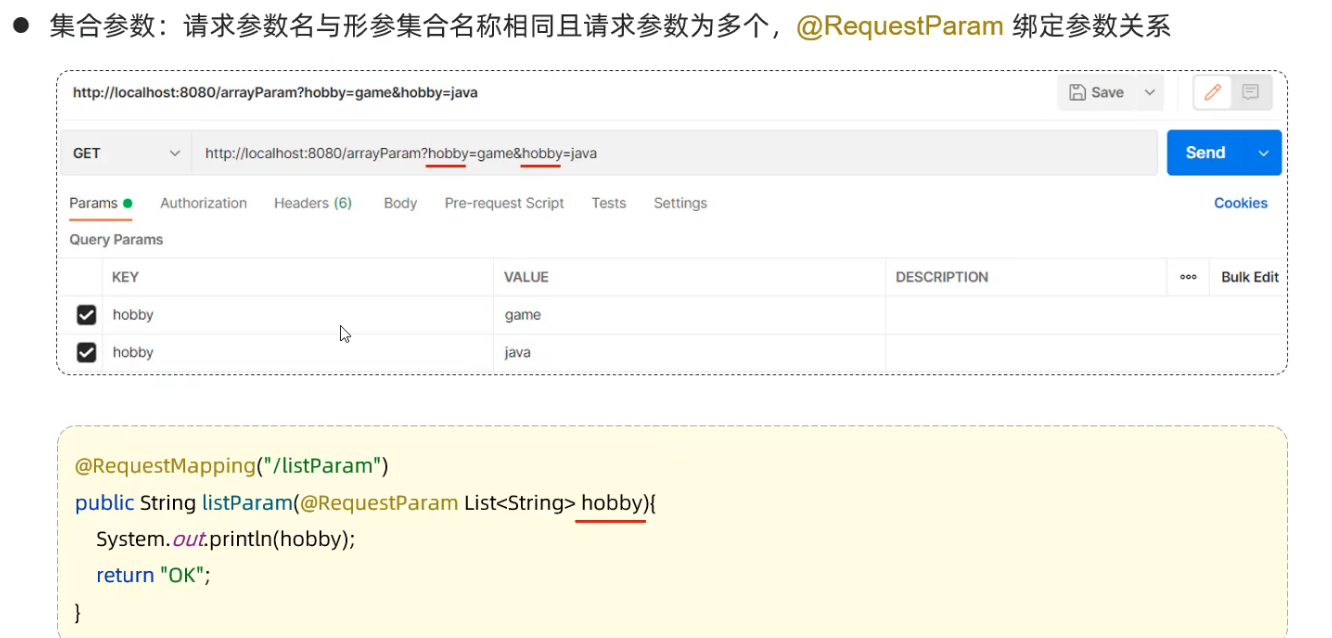 ● 集合参数：请求参数名与形参集合名称相同且请求参数为多个，@RequestParam 绑定参数关系
http://localhost:8080/arrayParam?hobby=game&hobby=java
Save
GET
http://localhost:8080/arrayParam?hobby=game&hobby=java
Send
Params Authorization Headers (6) Body Pre-request Script Tests Settings Cookies
Query Params
KEY VALUE DESCRIPTION ooo Bulk Edit
hobby game
hobby java
@RequestMapping("/listParam")
public String listParam(@RequestParam List<String> hobby){
System.out.println(hobby);
return "OK";
}